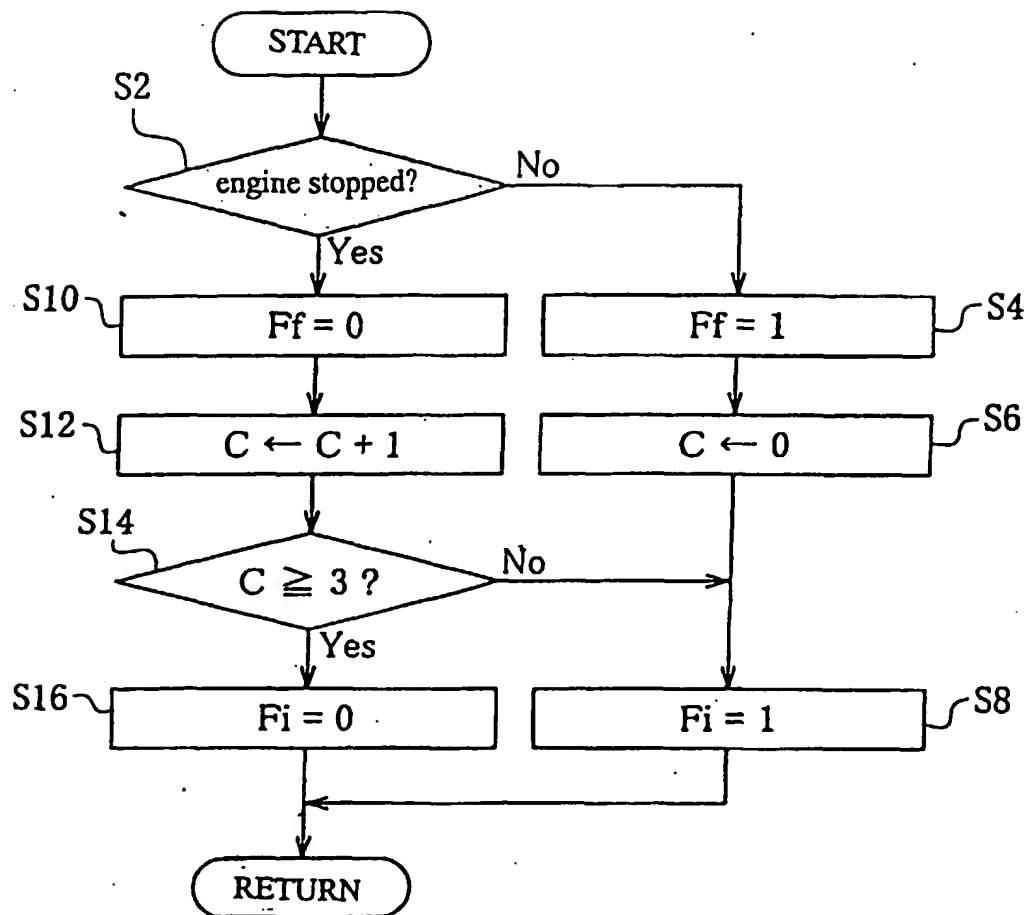 START
S2
engine stopped?
No
Yes
S10
Ff = 0
Ff = 1
S4
S12
C ← C + 1
C ← 0
S6
S14
C ≧ 3 ?
No
Yes
S16
Fi = 0
Fi = 1
S8
RETURN